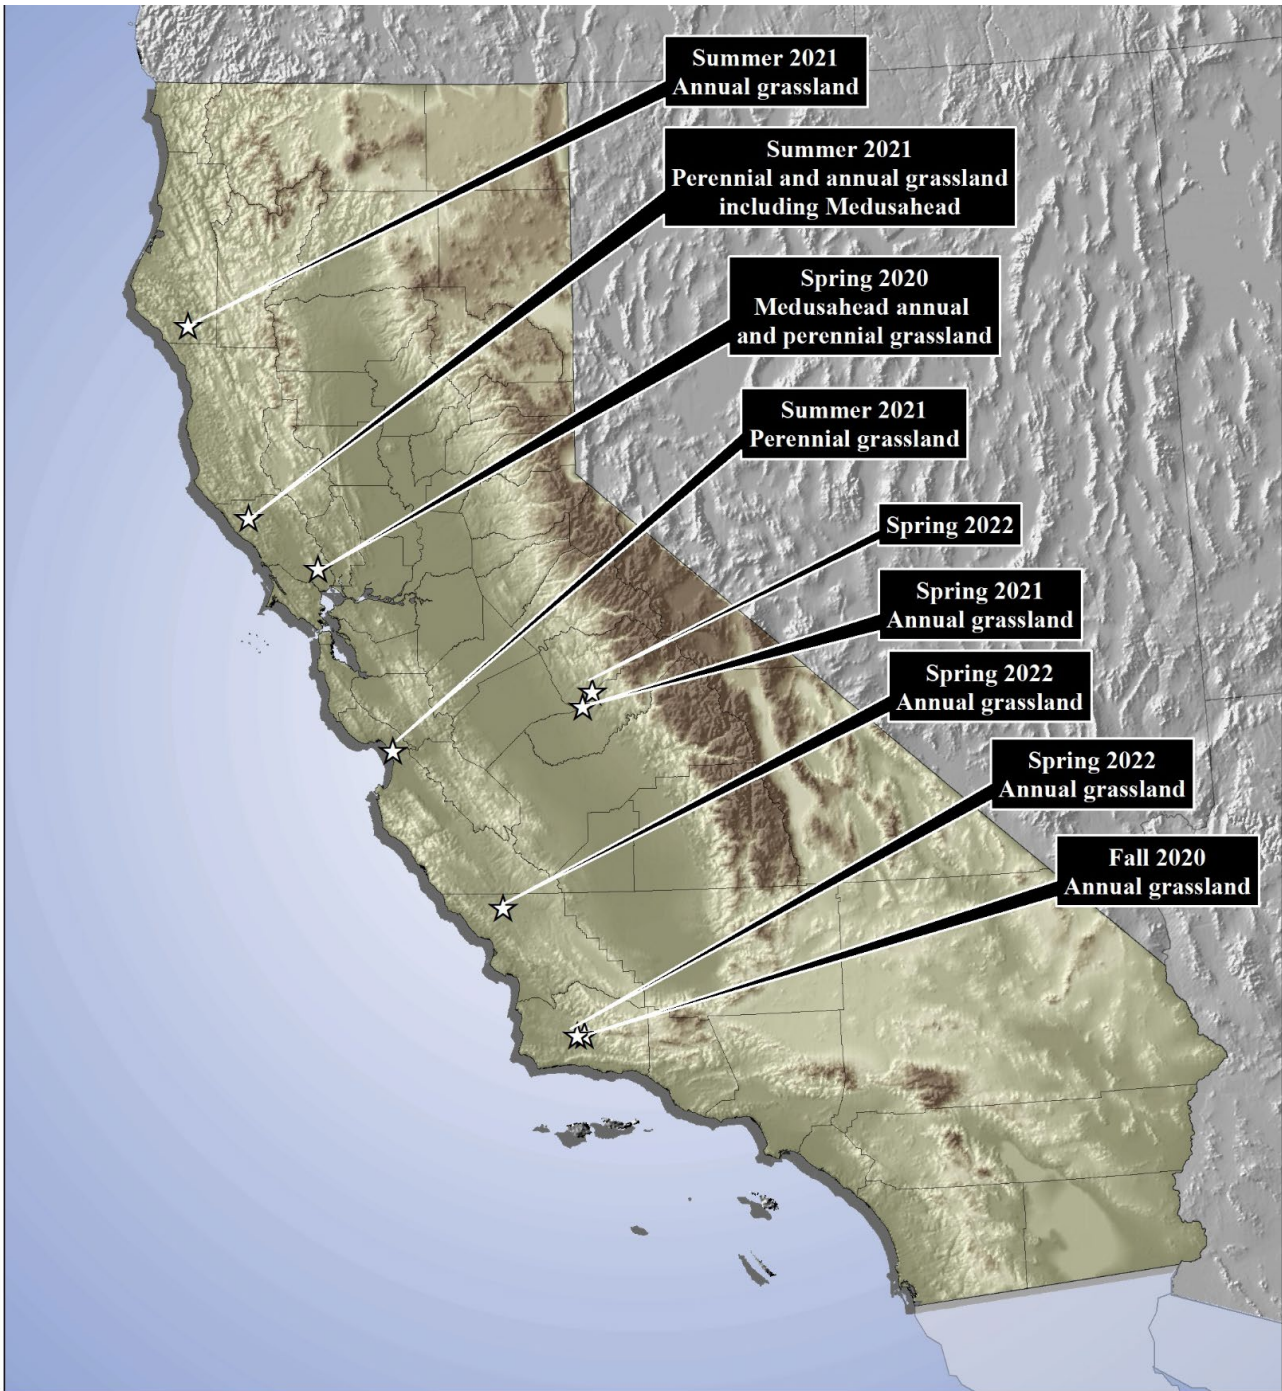 Summer 2021
Annual grassland
Summer 2021
Perennial and annual grassland
including Medusahead
Spring 2020
Medusahead annual
and perennial grassland
Summer 2021
Perennial grassland
Spring 2022
Spring 2021
Annual grassland
Spring 2022
Annual grassland
Spring 2022
Annual grassland
Fall 2020
Annual grassland